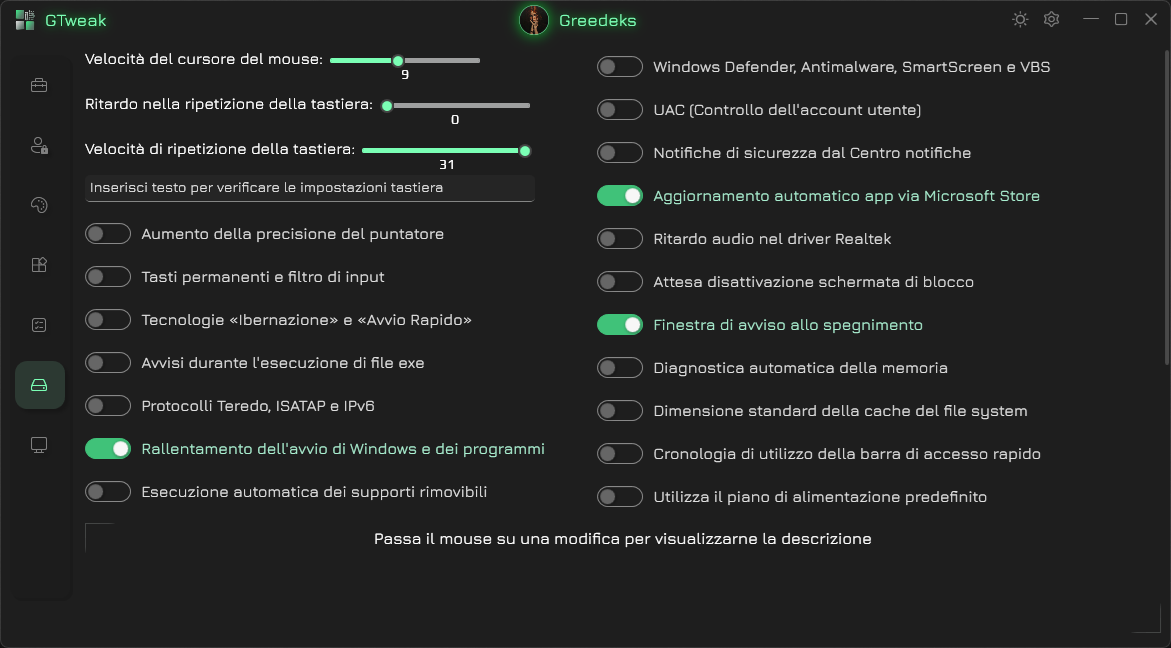 GTweak
Greedeks
Velocità del cursore del mouse:
9
Ritardo nella ripetizione della tastiera:
0
Velocità di ripetizione della tastiera:
31
Inserisci testo per verificare le impostazioni tastiera
Aumento della precisione del puntatore
Tasti permanenti e filtro di input
Tecnologie «Ibernazione» e «Avvio Rapido»
Avvisi durante l'esecuzione di file exe
Protocolli Teredo, ISATAP e IPv6
Rallentamento dell'avvio di Windows e dei programmi
Esecuzione automatica dei supporti rimovibili
Windows Defender, Antimalware, SmartScreen e VBS
UAC (Controllo dell'account utente)
Notifiche di sicurezza dal Centro notifiche
Aggiornamento automatico app via Microsoft Store
Ritardo audio nel driver Realtek
Attesa disattivazione schermata di blocco
Finestra di avviso allo spegnimento
Diagnostica automatica della memoria
Dimensione standard della cache del file system
Cronologia di utilizzo della barra di accesso rapido
Utilizza il piano di alimentazione predefinito
Passa il mouse su una modifica per visualizzarne la descrizione